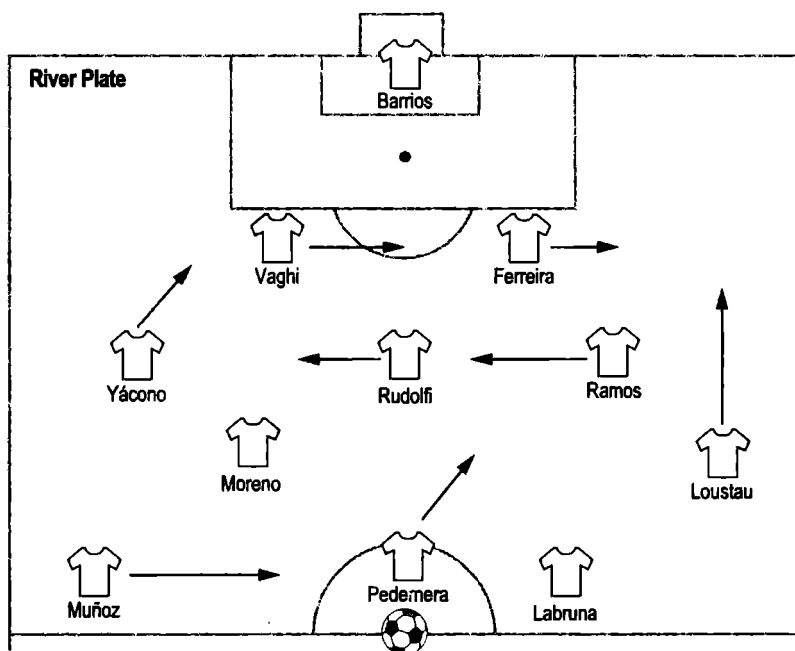 River Plate
Barrios
Vaghi
Ferreira
Yácono
Rudolfi
Ramos
Moreno
Loustau
Muñoz
Pedernera
Labruna